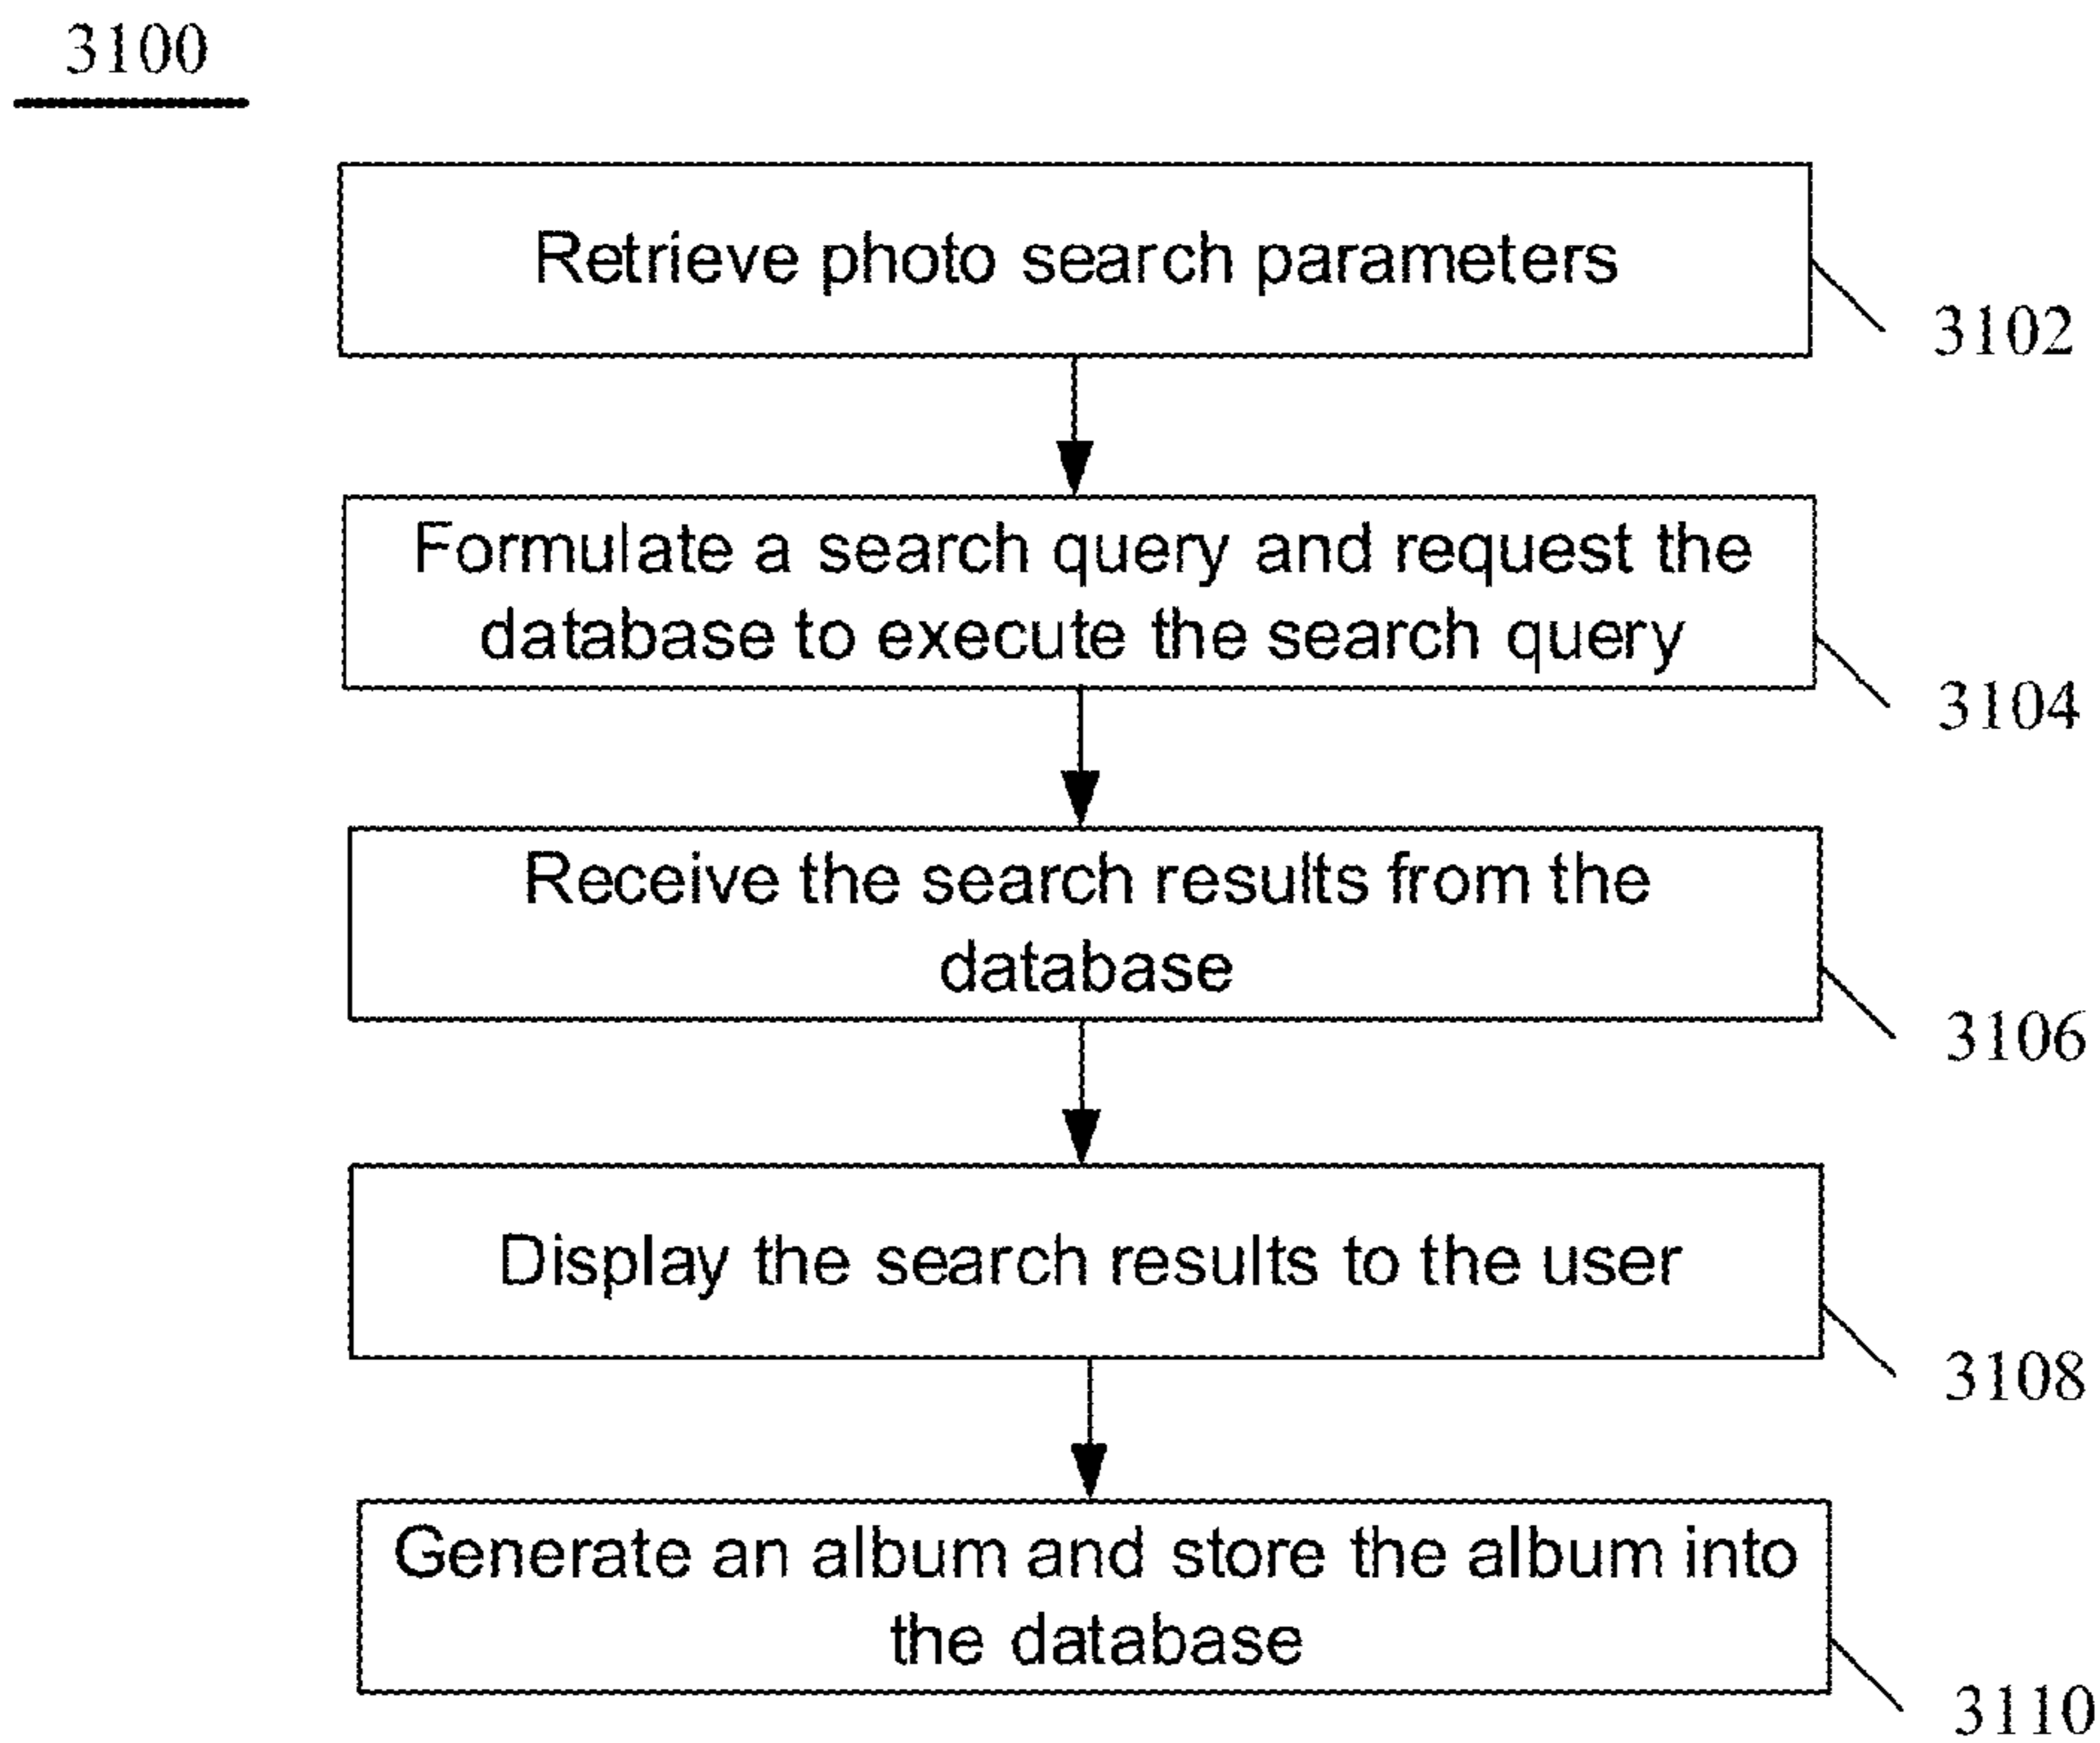 3100
Retrieve photo search parameters
3102
Formulate a search query and request the
database to execute the search query
3104
Receive the search results from the
database
3106
Display the search results to the user
3108
Generate an album and store the album into
the database
3110